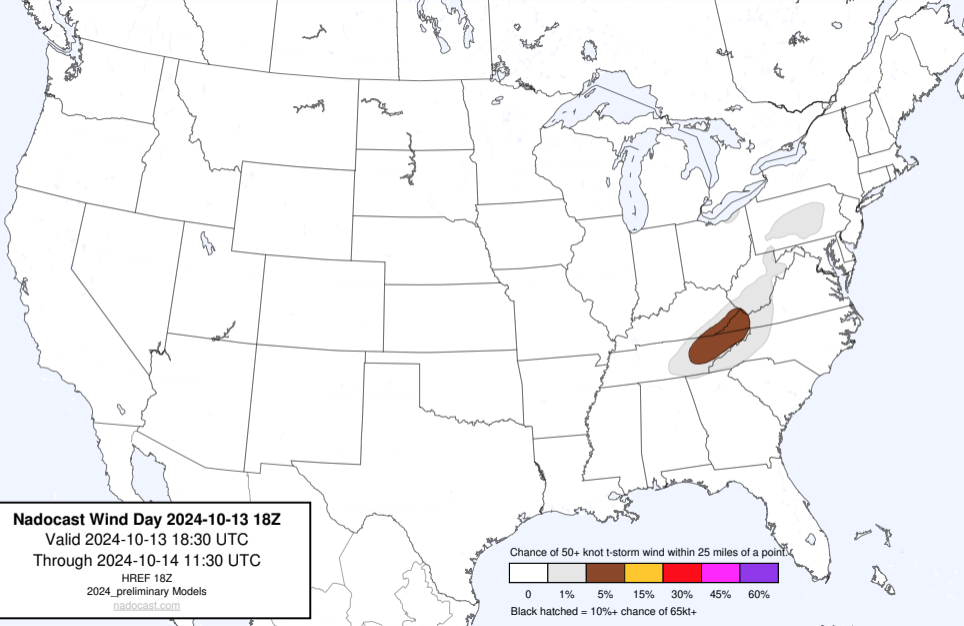 Nadocast Wind Day 2024-10-13 18Z
Valid 2024-10-13 18:30 UTC
Through 2024-10-14 11:30 UTC
HREF 18Z
2024_preliminary Models
nadocast.com
Chance of 50+ knot t-storm wind within 25 miles of a point.
0 1% 5% 15% 30% 45% 60%
Black hatched = 10%+ chance of 65kt+